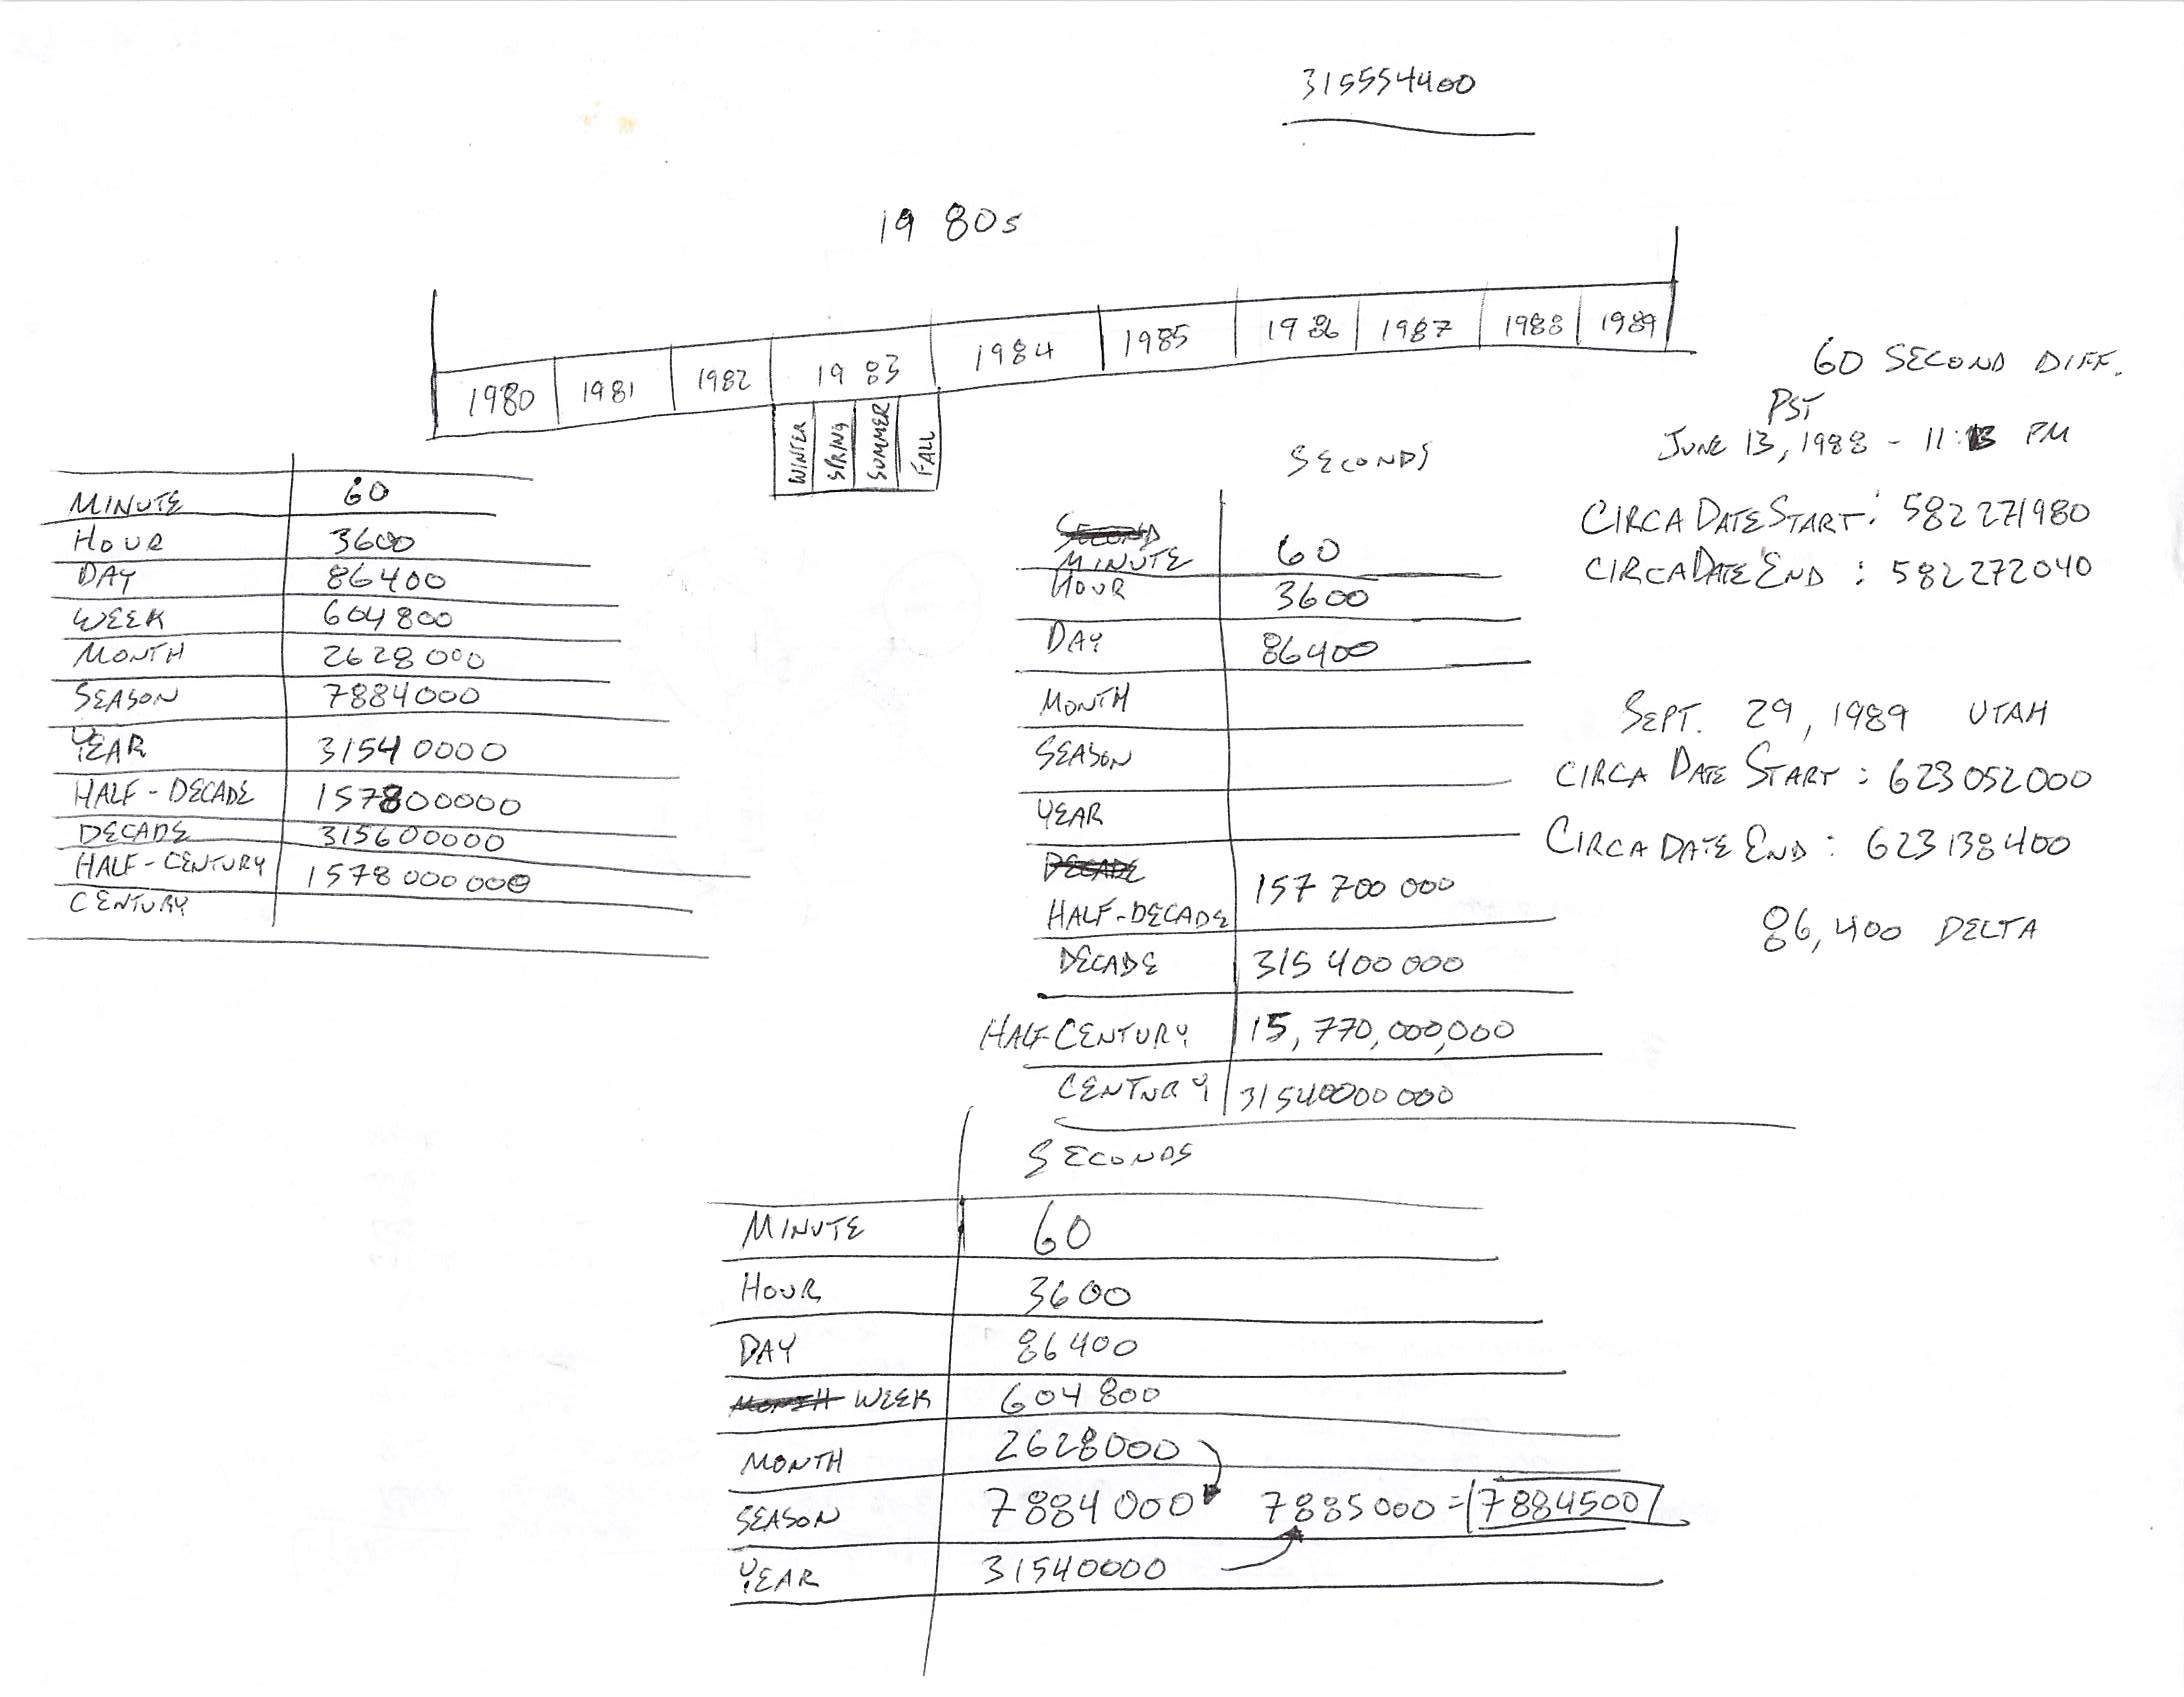 315554400
1980s
1980 1981 1982 1983 1984 1985 1986 1987 1988 1989
WINTER SPRING SUMMER FALL
MINUTE 60
HOUR 3600
DAY 86400
WEEK 604800
MONTH 2628000
SEASON 7884000
YEAR 31540000
HALF-DECADE 157800000
DECADE 315600000
HALF-CENTURY 1578000000
CENTURY
SECONDS
SECOND
MINUTE 60
HOUR 3600
DAY 86400
MONTH
SEASON
YEAR
DECADE
HALF-DECADE 157 700 000
DECADE 315 400 000
HALF-CENTURY 15,770,000,000
CENTURY 31540000000
60 SECOND DIFF.
PST
JUNE 13, 1988 - 11:13 PM
CIRCA DATE START: 582271980
CIRCA DATE END: 582272040
SEPT. 29, 1989 UTAH
CIRCA DATE START: 623052000
CIRCA DATE END: 623138400
86,400 DELTA
SECONDS
MINUTE 60
HOUR 3600
DAY 86400
MONTH WEEK 604800
MONTH 2628000
SEASON 7884000 7885000 = 7884500
YEAR 31540000